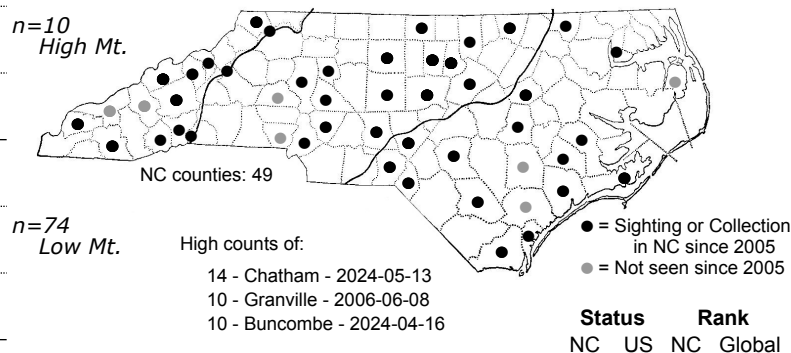 n=10
High Mt.
NC counties: 49
n=74
Low Mt.
High counts of:
14 - Chatham - 2024-05-13
10 - Granville - 2006-06-08
10 - Buncombe - 2024-04-16
= Sighting or Collection
in NC since 2005
= Not seen since 2005
Status Rank
NC US NC Global